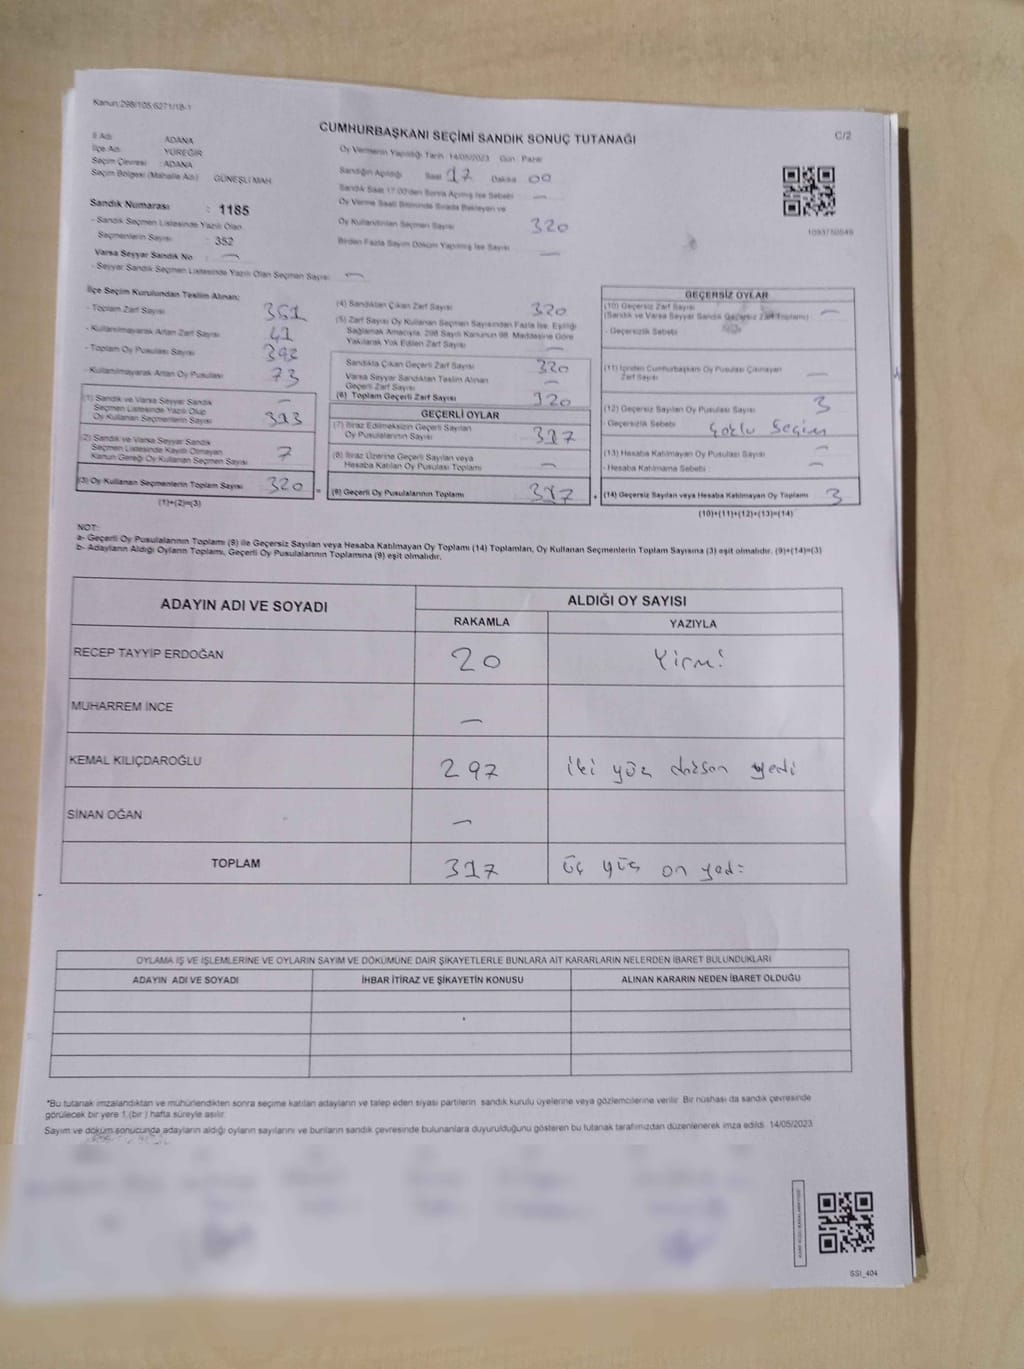 Kanun:298/105,6271/18-1
CUMHURBAŞKANI SEÇİMİ SANDIK SONUÇ TUTANAĞI
C/2
İl Adı : ADANA
İlçe Adı : YÜREĞİR
Seçim Çevresi : ADANA
Seçim Bölgesi (Mahalle Adı) : GÜNEŞLİ MAH.
Sandık Numarası : 1185
- Sandık Seçmen Listesinde Yazılı Olan
Seçmenlerin Sayısı : 352
Varsa Seyyar Sandık No : —
- Seyyar Sandık Seçmen Listesinde Yazılı Olan Seçmen Sayısı : —
Oy Vermenin Yapıldığı Tarih : 14/05/2023 Gün : Pazar
Sandığın Açıldığı Saat 17 Dakika 00
Sandık Saat 17:00'den Sonra Açılmış İse Sebebi —
Oy Verme Saati Bitiminde Sırada Bekleyen ve
Oy Kullandırılan Seçmen Sayısı 320
Birden Fazla Sayım Döküm Yapılmış İse Sayısı —
1093750849
İlçe Seçim Kurulundan Teslim Alınan;
- Toplam Zarf Sayısı 361
- Kullanılmayarak Artan Zarf Sayısı 41
- Toplam Oy Pusulası Sayısı 393
- Kullanılmayarak Artan Oy Pusulası 73
(1) Sandık ve Varsa Seyyar Sandık
Seçmen Listesinde Yazılı Olup
Oy Kullanan Seçmenlerin Sayısı 313
(2) Sandık ve Varsa Seyyar Sandık
Seçmen Listesinde Kayıtlı Olmayan
Kanun Gereği Oy Kullanan Seçmen Sayısı 7
(3) Oy Kullanan Seçmenlerin Toplam Sayısı 320 =
(1)+(2)=(3)
(4) Sandıktan Çıkan Zarf Sayısı 320
(5) Zarf Sayısı Oy Kullanan Seçmen Sayısından Fazla İse, Eşitliği
Sağlamak Amacıyla, 298 Sayılı Kanunun 98. Maddesine Göre
Yakılarak Yok Edilen Zarf Sayısı —
Sandıkta Çıkan Geçerli Zarf Sayısı 320
Varsa Seyyar Sandıktan Teslim Alınan
Geçerli Zarf Sayısı —
(6) Toplam Geçerli Zarf Sayısı 320
GEÇERLİ OYLAR
(7) İtiraz Edilmeksizin Geçerli Sayılan
Oy Pusulalarının Sayısı 317
(8) İtiraz Üzerine Geçerli Sayılan veya
Hesaba Katılan Oy Pusulası Toplamı —
(9) Geçerli Oy Pusulalarının Toplamı 317 +
GEÇERSİZ OYLAR
(10) Geçersiz Zarf Sayısı
(Sandık ve Varsa Seyyar Sandık Geçersiz Zarf Toplamı) —
- Geçersizlik Sebebi
(11) İçinden Cumhurbaşkanı Oy Pusulası Çıkmayan
Zarf Sayısı —
(12) Geçersiz Sayılan Oy Pusulası Sayısı 3
- Geçersizlik Sebebi Çoklu Seçim
(13) Hesaba Katılmayan Oy Pusulası Sayısı —
- Hesaba Katılmama Sebebi —
(14) Geçersiz Sayılan veya Hesaba Katılmayan Oy Toplamı 3
(10)+(11)+(12)+(13)=(14)
NOT:
a- Geçerli Oy Pusulalarının Toplamı (9) ile Geçersiz Sayılan veya Hesaba Katılmayan Oy Toplamı (14) Toplamları, Oy Kullanan Seçmenlerin Toplam Sayısına (3) eşit olmalıdır. (9)+(14)=(3)
b- Adayların Aldığı Oyların Toplamı, Geçerli Oy Pusulalarının Toplamına (9) eşit olmalıdır.
ADAYIN ADI VE SOYADI
ALDIĞI OY SAYISI
RAKAMLA YAZIYLA
RECEP TAYYİP ERDOĞAN 20 Yirmi
MUHARREM İNCE —
KEMAL KILIÇDAROĞLU 297 iki yüz doksan yedi
SİNAN OĞAN —
TOPLAM 317 üç yüz on yedi
OYLAMA İŞ VE İŞLEMLERİNE VE OYLARIN SAYIM VE DÖKÜMÜNE DAİR ŞİKAYETLERLE BUNLARA AİT KARARLARIN NELERDEN İBARET BULUNDUKLARI
ADAYIN ADI VE SOYADI İHBAR İTİRAZ VE ŞİKAYETİN KONUSU ALINAN KARARIN NEDEN İBARET OLDUĞU
*Bu tutanak imzalandıktan ve mühürlendikten sonra seçime katılan adayların ve talep eden siyasi partilerin sandık kurulu üyelerine veya gözlemcilerine verilir. Bir nüshası da sandık çevresinde
görülecek bir yere 1 (bir) hafta süreyle asılır.
Sayım ve döküm sonucunda adayların aldığı oyların sayılarını ve bunların sandık çevresinde bulunanlara duyurulduğunu gösteren bu tutanak tarafımızdan düzenlenerek imza edildi. 14/05/2023
SSI_404